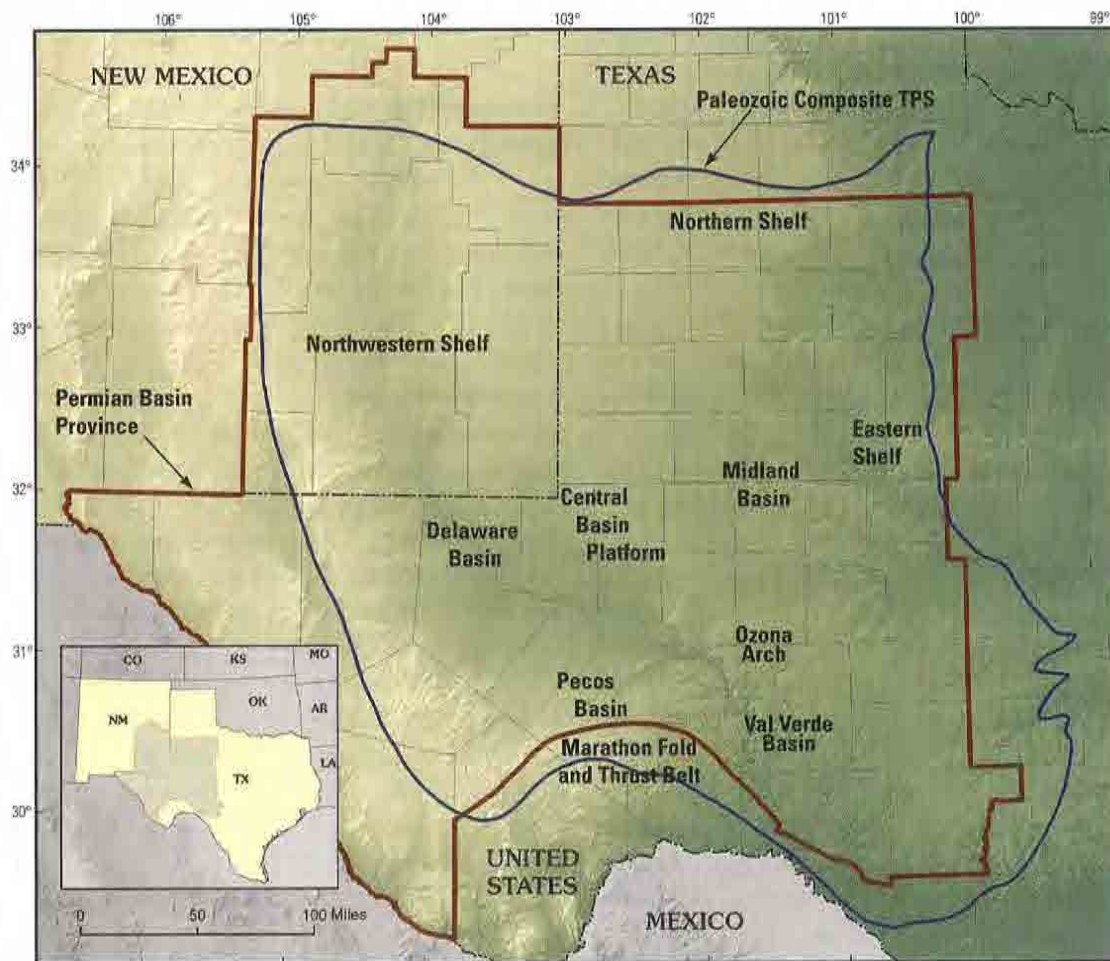 106°
105°
104°
103°
102°
101°
100°
99°
NEW MEXICO
TEXAS
Paleozoic Composite TPS
34°
Northern Shelf
33°
Northwestern Shelf
Permian Basin
Province
Eastern
Shelf
Midland
Basin
32°
Central
Basin
Platform
Delaware
Basin
31°
Ozona
Arch
Pecos
Basin
Val Verde
Basin
Marathon Fold
and Thrust Belt
30°
CO
KS
MO
NM
OK
AR
TX
LA
UNITED
STATES
MEXICO
0
50
100 Miles